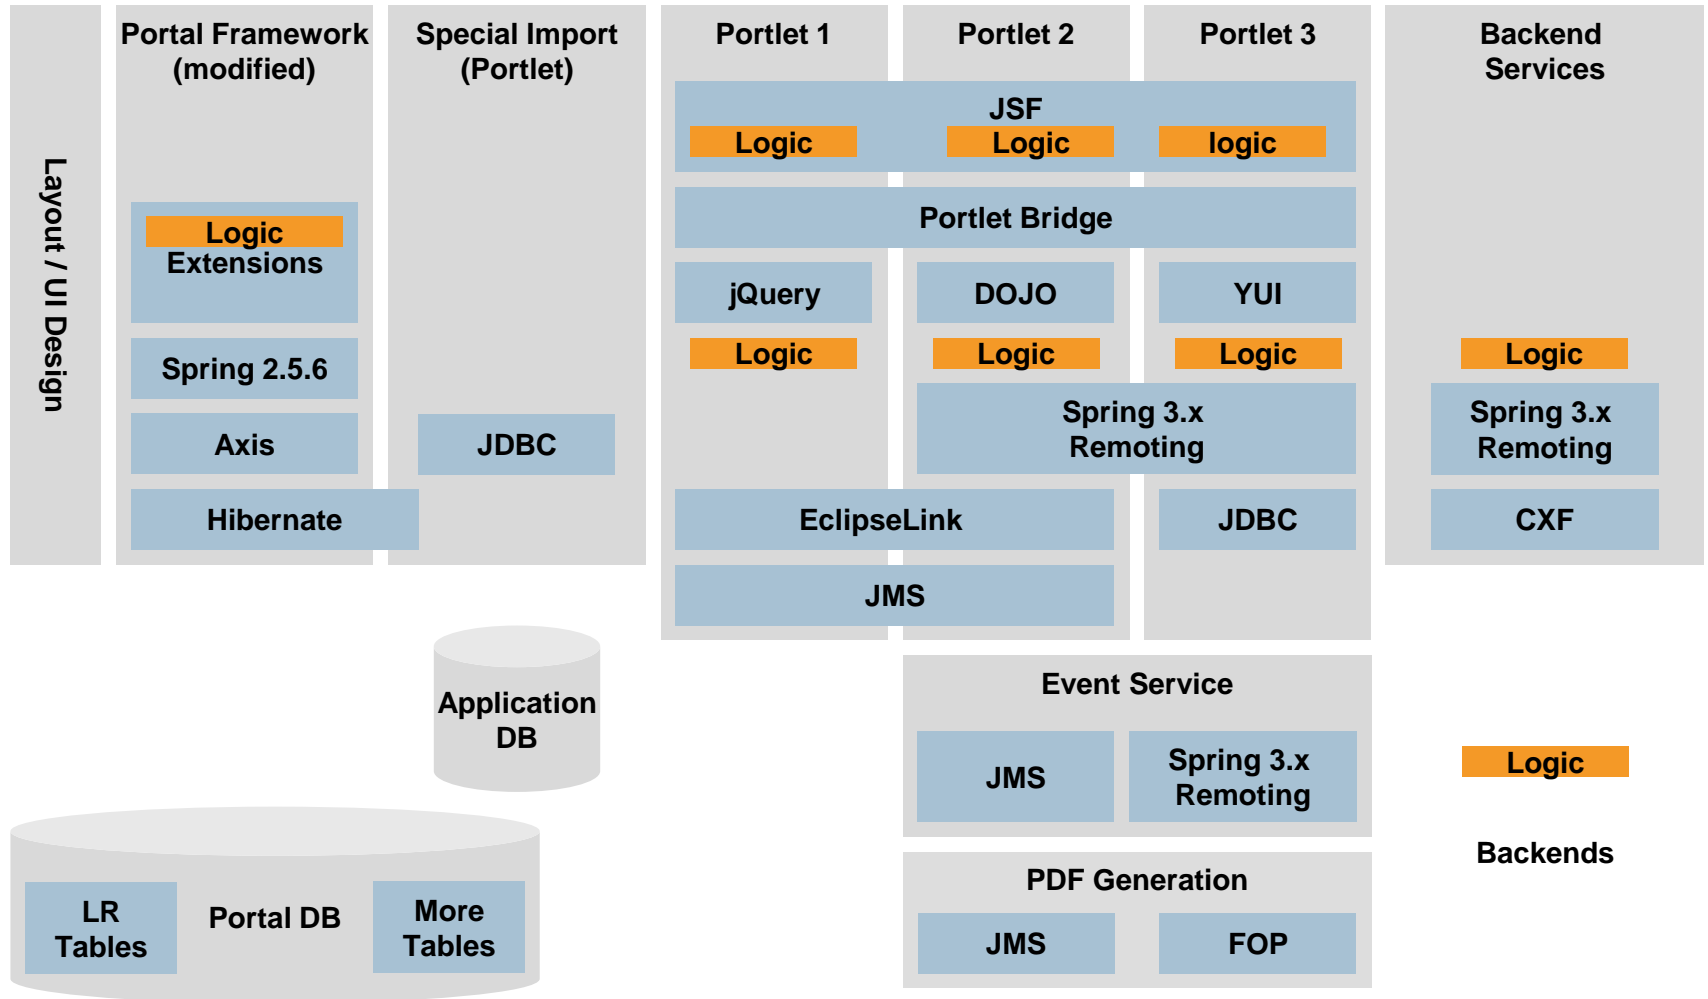 Layout / UI Design
Portal Framework
(modified)
Logic
Extensions
Spring 2.5.6
Axis
Hibernate
Special Import
(Portlet)
JDBC
Portlet 1
Portlet 2
Portlet 3
JSF
Logic
Logic
logic
Portlet Bridge
jQuery
DOJO
YUI
Logic
Logic
Logic
Spring 3.x
Remoting
EclipseLink
JDBC
JMS
Backend
Services
Logic
Spring 3.x
Remoting
CXF
Application
DB
LR
Tables
Portal DB
More
Tables
Event Service
JMS
Spring 3.x
Remoting
PDF Generation
JMS
FOP
Logic
Backends